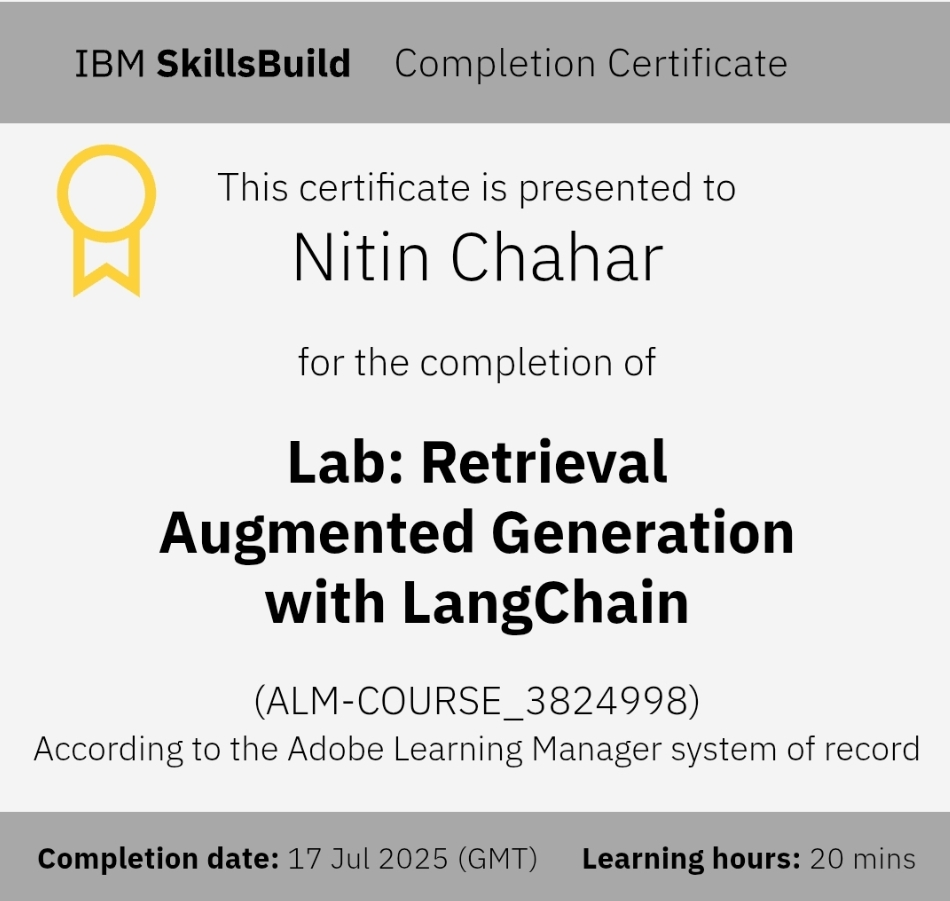 IBM SkillsBuild Completion Certificate
This certificate is presented to
Nitin Chahar
for the completion of
Lab: Retrieval
Augmented Generation
with LangChain
(ALM-COURSE_3824998)
According to the Adobe Learning Manager system of record
Completion date: 17 Jul 2025 (GMT) Learning hours: 20 mins